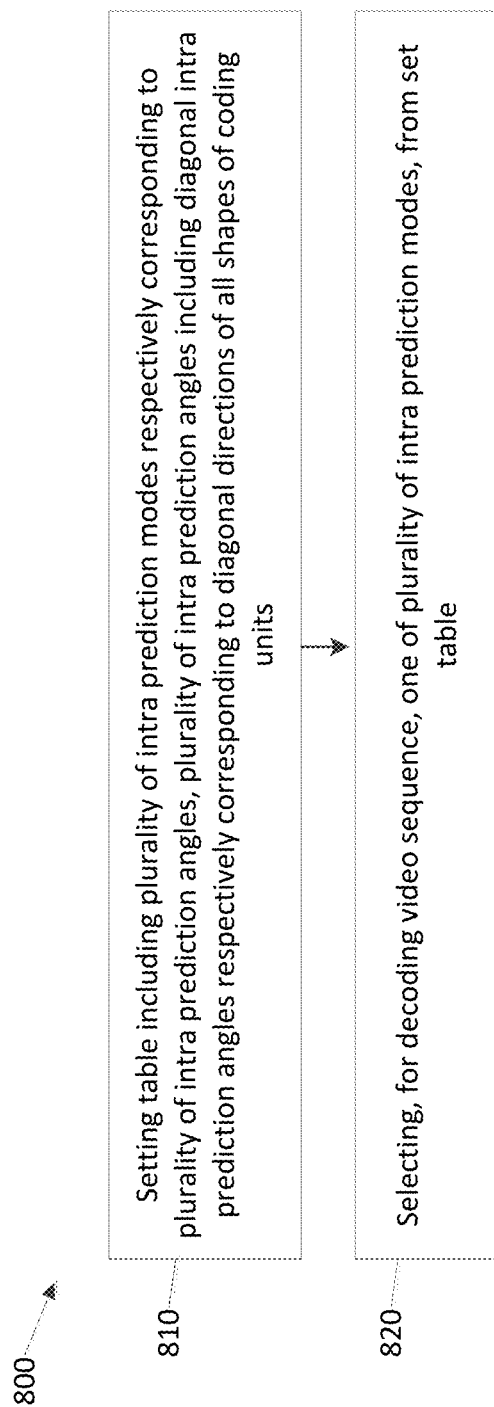 800
810
Setting table including plurality of intra prediction modes respectively corresponding to
plurality of intra prediction angles, plurality of intra prediction angles including diagonal intra
prediction angles respectively corresponding to diagonal directions of all shapes of coding
units
820
Selecting, for decoding video sequence, one of plurality of intra prediction modes, from set
table